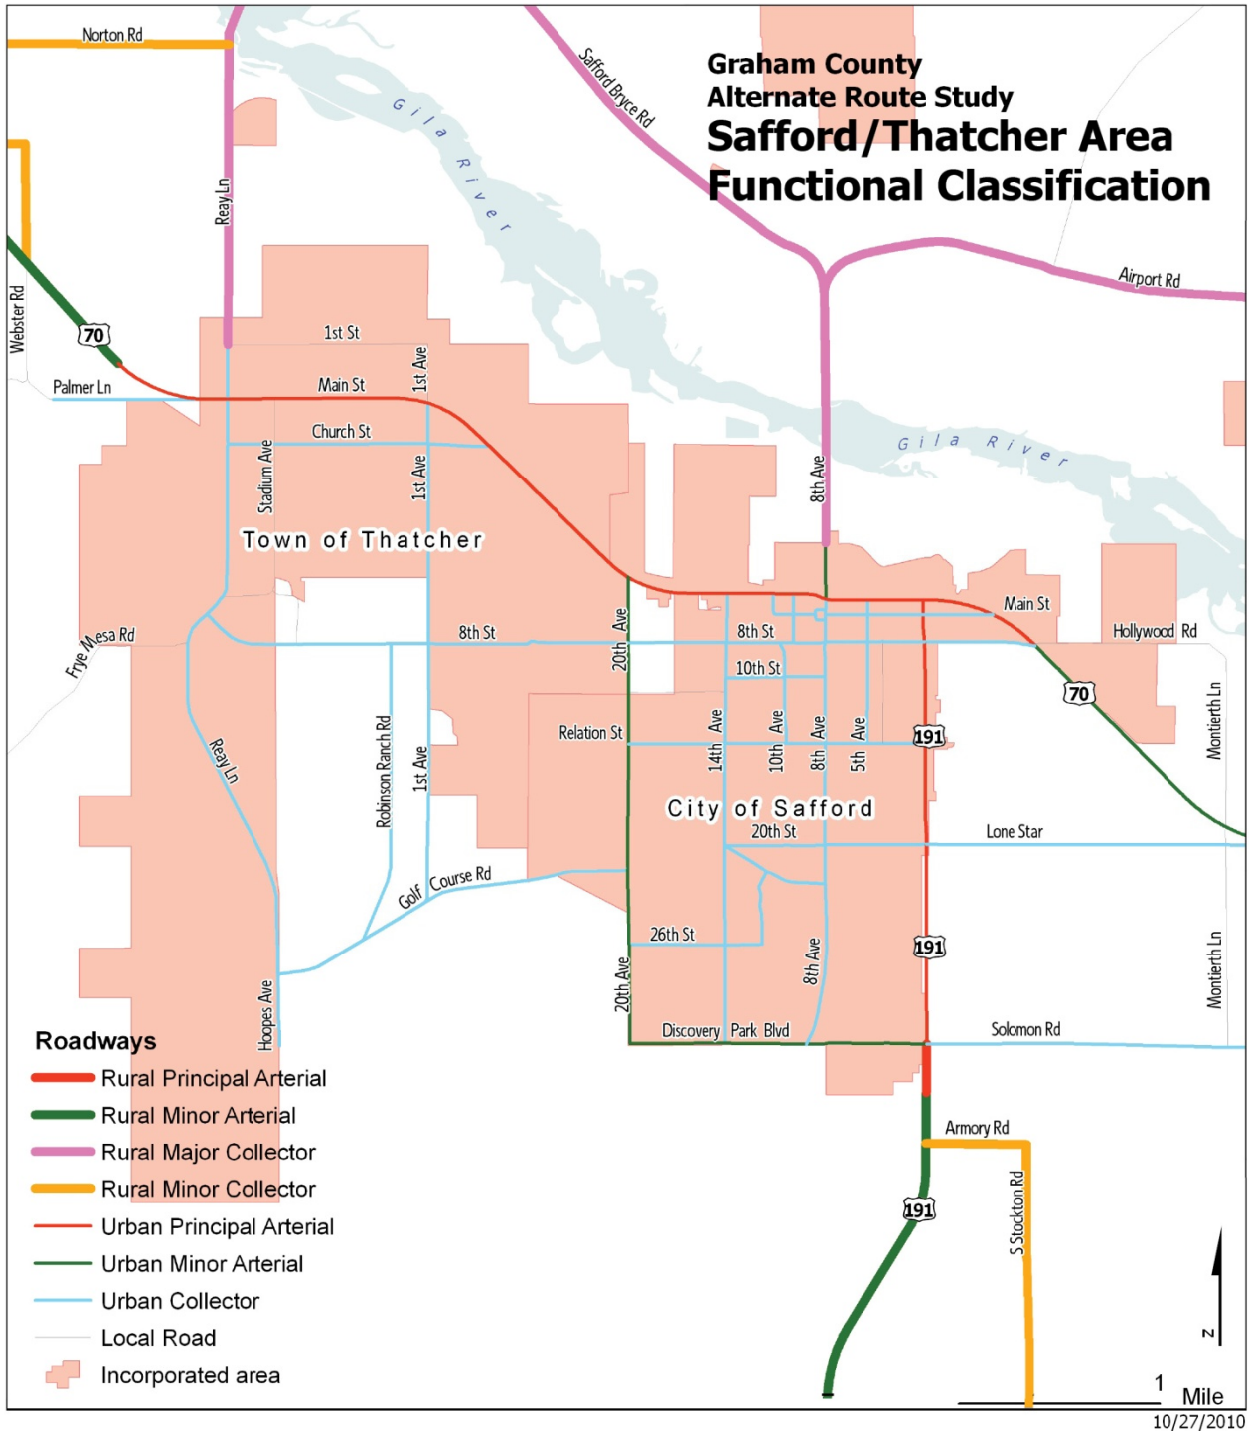 Graham County
Alternate Route Study
Safford/Thatcher Area
Functional Classification
Norton Rd
Safford Bryce Rd
Gila River
Reay Ln
Airport Rd
Webster Rd
70
1st St
1st Ave
Palmer Ln
Main St
Church St
Gila River
8th Ave
Stadium Ave
1st Ave
Town of Thatcher
Main St
Frye Mesa Rd
8th St
20th Ave
8th St
Hollywood Rd
10th St
70
Montierth Ln
Reay Ln
Robinson Ranch Rd
1st Ave
Relation St
14th Ave
10th Ave
8th Ave
5th Ave
191
City of Safford
20th St
Lone Star
Golf Course Rd
26th St
191
8th Ave
20th Ave
Montierth Ln
Hoopes Ave
Discovery Park Blvd
Solomon Rd
Armory Rd
S Stockton Rd
191
Roadways
Rural Principal Arterial
Rural Minor Arterial
Rural Major Collector
Rural Minor Collector
Urban Principal Arterial
Urban Minor Arterial
Urban Collector
Local Road
Incorporated area
N
1 Mile
10/27/2010